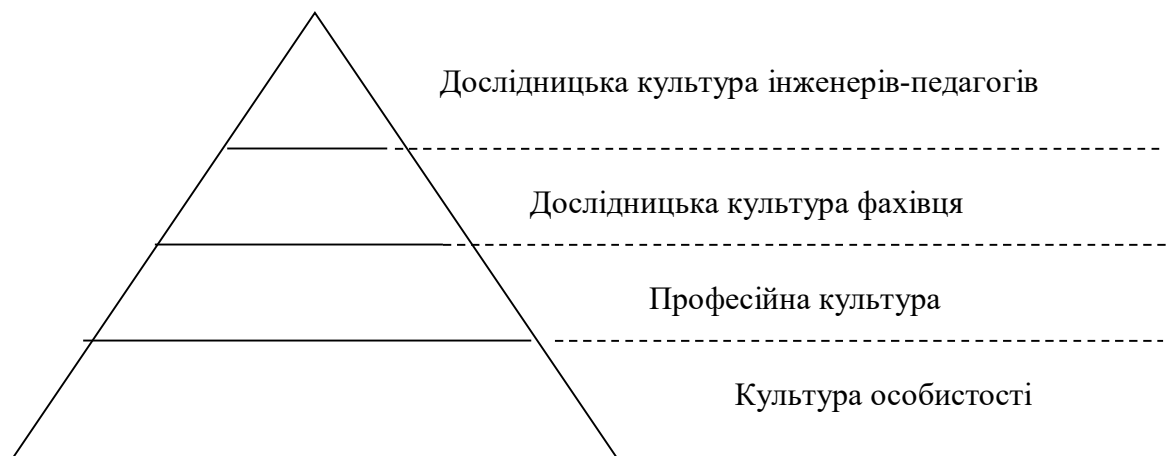 Дослідницька культура інженерів-педагогів
Дослідницька культура фахівця
Професійна культура
Культура особистості